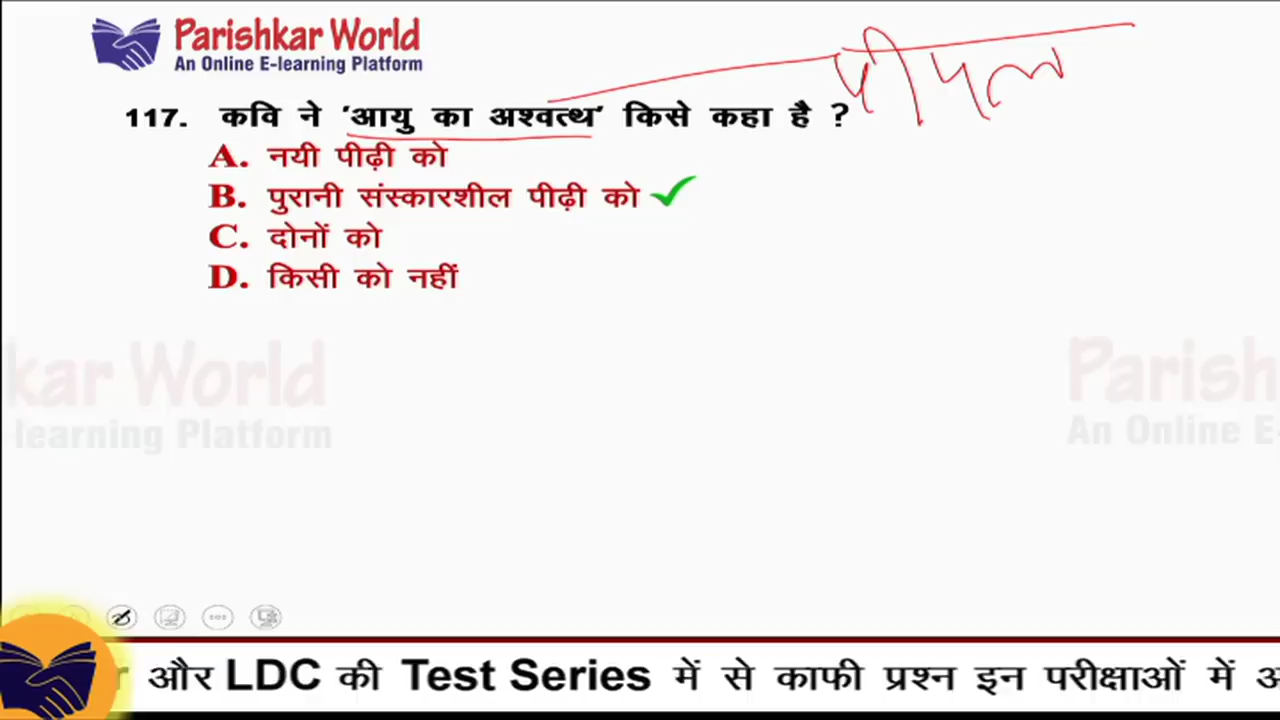 Parishkar World
An Online E-learning Platform
पीपल
117. कवि ने 'आयु का अश्वत्थ' किसे कहा है ?
A. नयी पीढ़ी को
B. पुरानी संस्कारशील पीढ़ी को
C. दोनों को
D. किसी को नहीं
kar World
-learning Platform
Parish
An Online E-
r और LDC की Test Series में से काफी प्रश्न इन परीक्षाओं में अ